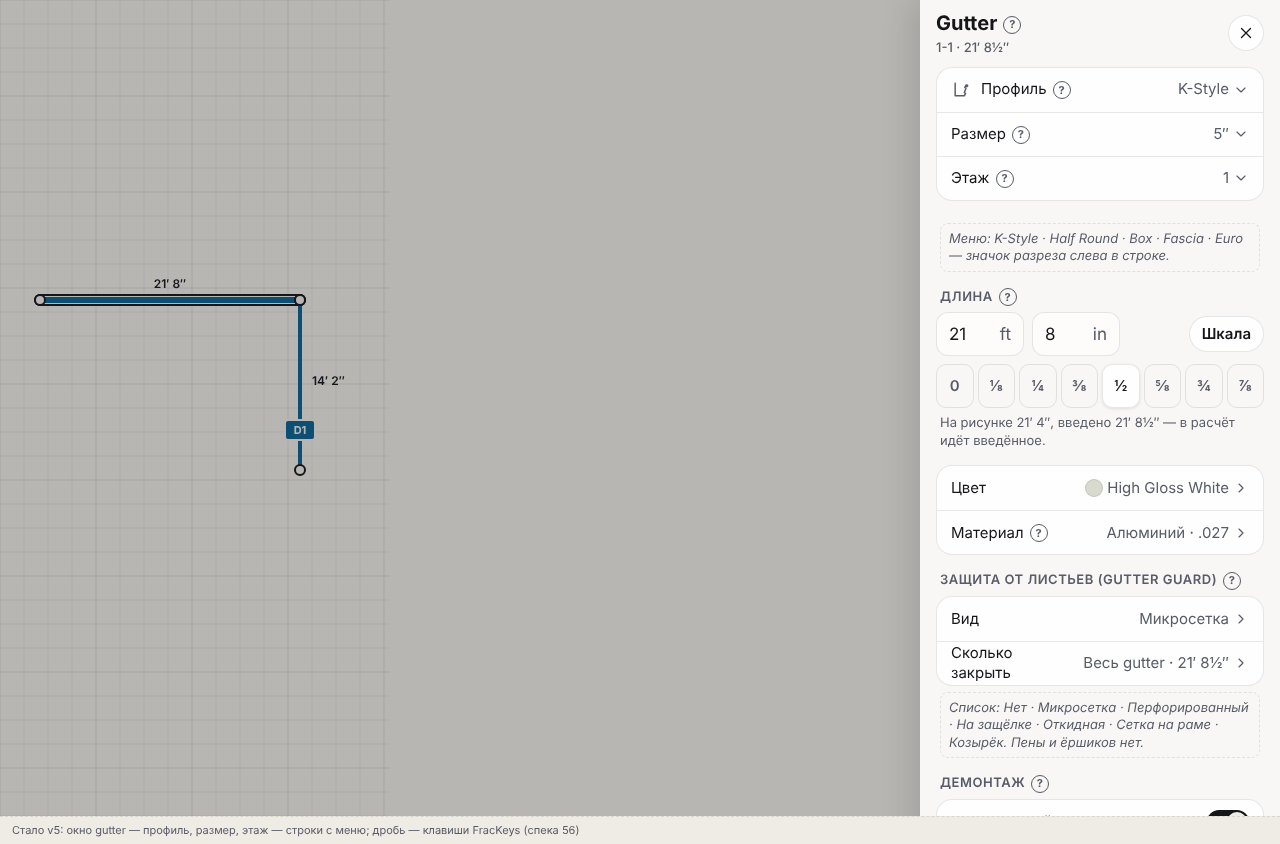 Gutter ?
1-1 · 21′ 8½″
Профиль ? K-Style
Размер ? 5″
Этаж ? 1
Меню: K-Style · Half Round · Box · Fascia · Euro
— значок разреза слева в строке.
ДЛИНА ?
21 ft 8 in Шкала
0 ⅛ ¼ ⅜ ½ ⅝ ¾ ⅞
На рисунке 21′ 4″, введено 21′ 8½″ — в расчёт
идёт введённое.
Цвет High Gloss White
Материал ? Алюминий · .027
ЗАЩИТА ОТ ЛИСТЬЕВ (GUTTER GUARD) ?
Вид Микросетка
Сколько
закрыть Весь gutter · 21′ 8½″
Список: Нет · Микросетка · Перфорированный
· На защёлке · Откидная · Сетка на раме ·
Козырёк. Пены и ёршиков нет.
ДЕМОНТАЖ ?
21′ 8″
14′ 2″
D1
Стало v5: окно gutter — профиль, размер, этаж — строки с меню; дробь — клавиши FracKeys (спека 56)